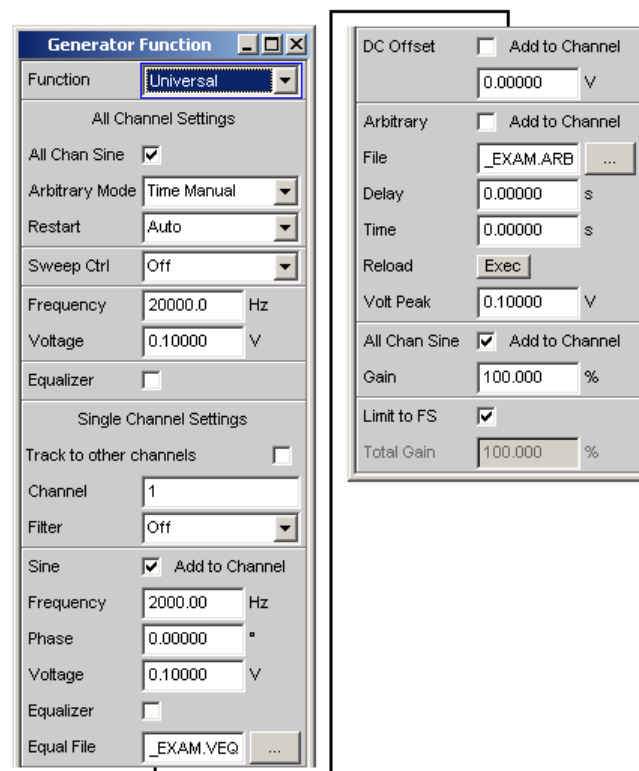 Generator Function
Function Universal
All Channel Settings
All Chan Sine
Arbitrary Mode Time Manual
Restart Auto
Sweep Ctrl Off
Frequency 20000.0 Hz
Voltage 0.10000 V
Equalizer
Single Channel Settings
Track to other channels
Channel 1
Filter Off
Sine Add to Channel
Frequency 2000.00 Hz
Phase 0.00000 °
Voltage 0.10000 V
Equalizer
Equal File _EXAM.VEQ ...
DC Offset Add to Channel
0.00000 V
Arbitrary Add to Channel
File _EXAM.ARB ...
Delay 0.00000 s
Time 0.00000 s
Reload Exec
Volt Peak 0.10000 V
All Chan Sine Add to Channel
Gain 100.000 %
Limit to FS
Total Gain 100.000 %